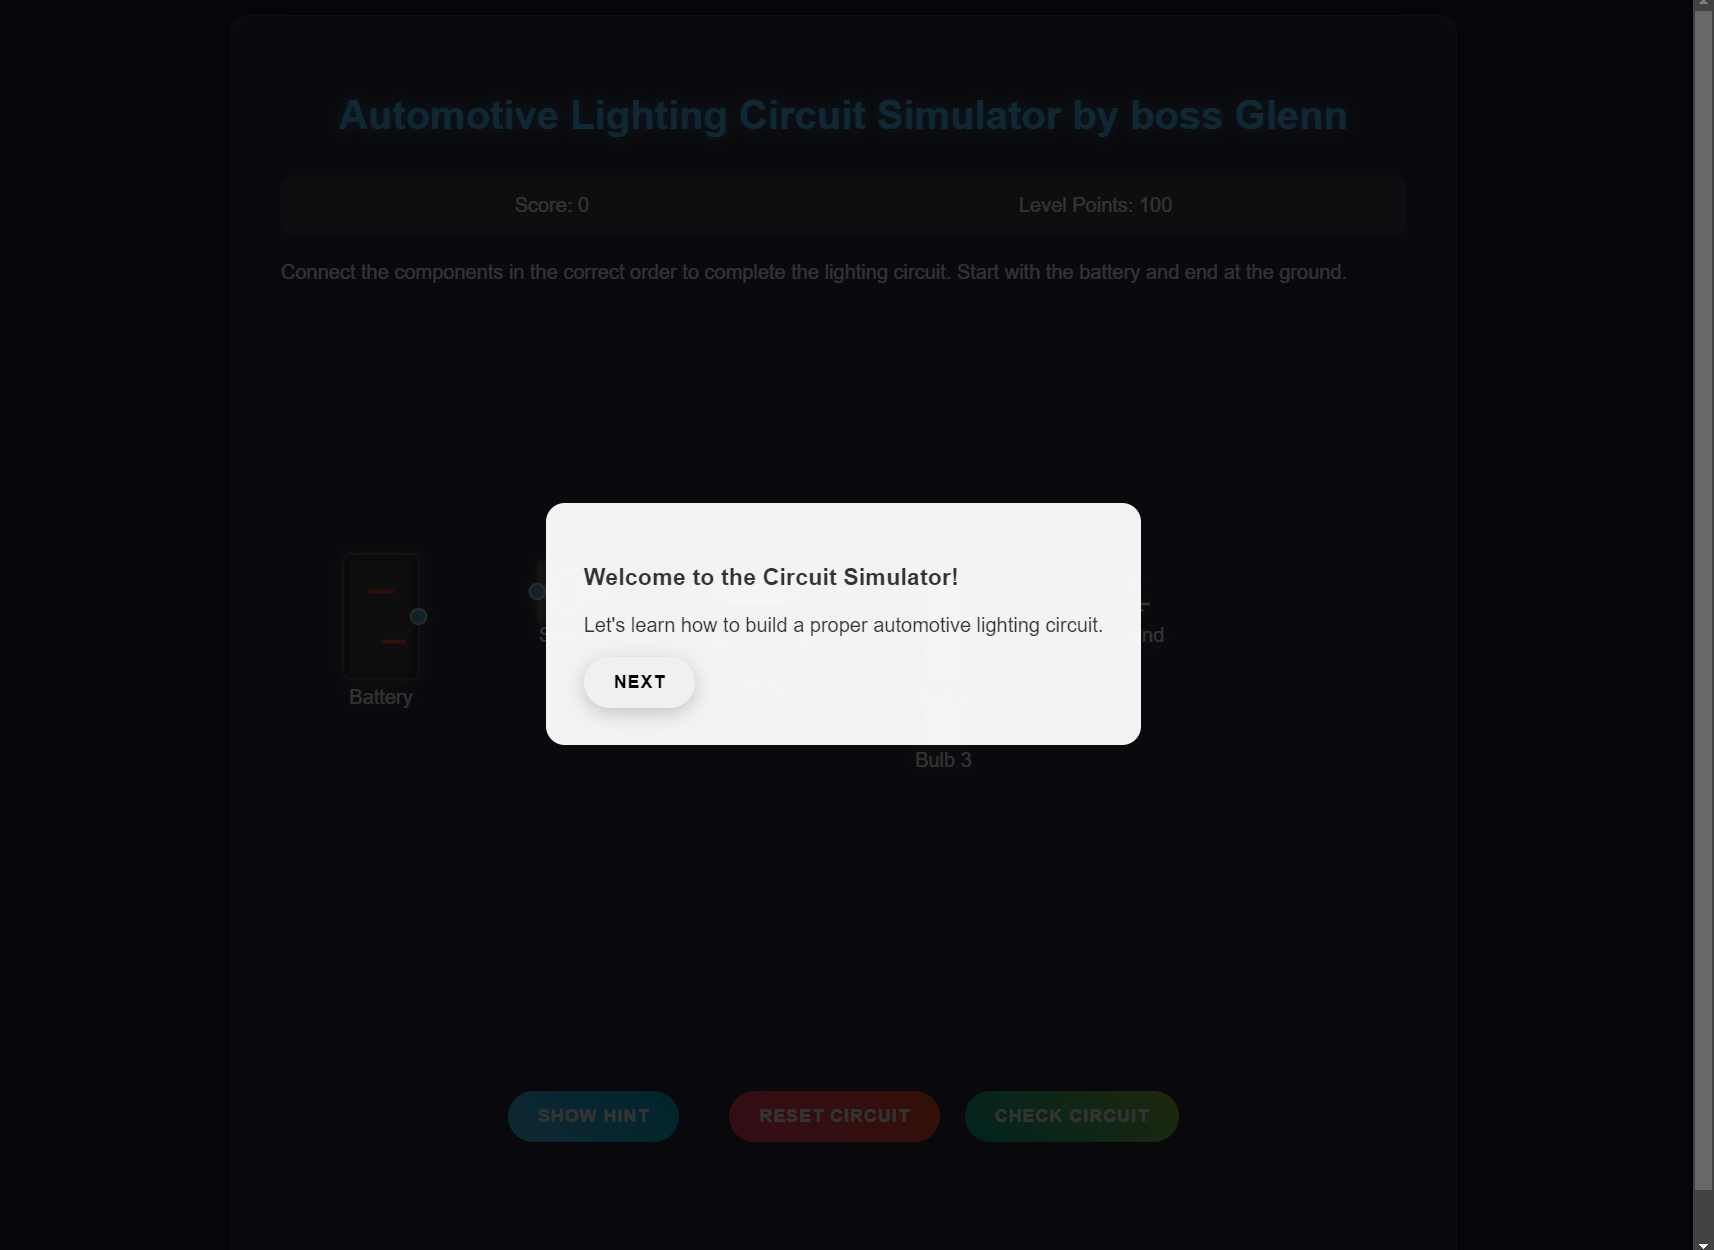 Automotive Lighting Circuit Simulator by boss Glenn
Score: 0
Level Points: 100
Connect the components in the correct order to complete the lighting circuit. Start with the battery and end at the ground.
Welcome to the Circuit Simulator!
Let's learn how to build a proper automotive lighting circuit.
NEXT
Battery
Bulb 3
SHOW HINT
RESET CIRCUIT
CHECK CIRCUIT